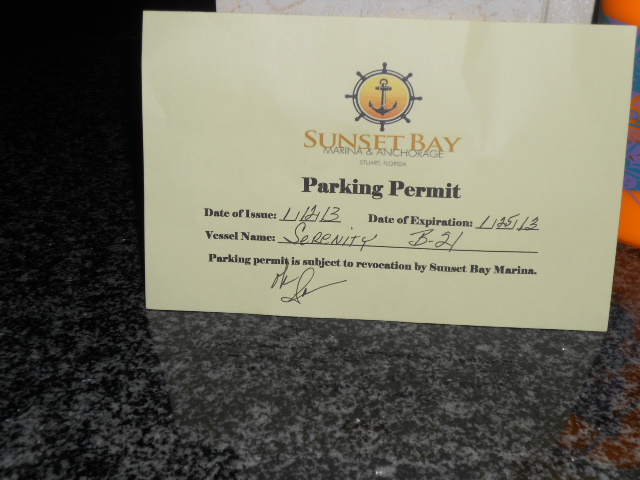 SUNSET BAY
MARINA & ANCHORAGE
STUART, FLORIDA
Parking Permit
Date of Issue: 1/12/13 Date of Expiration: 1/25/13
Vessel Name: SERENITY B-21
Parking permit is subject to revocation by Sunset Bay Marina.